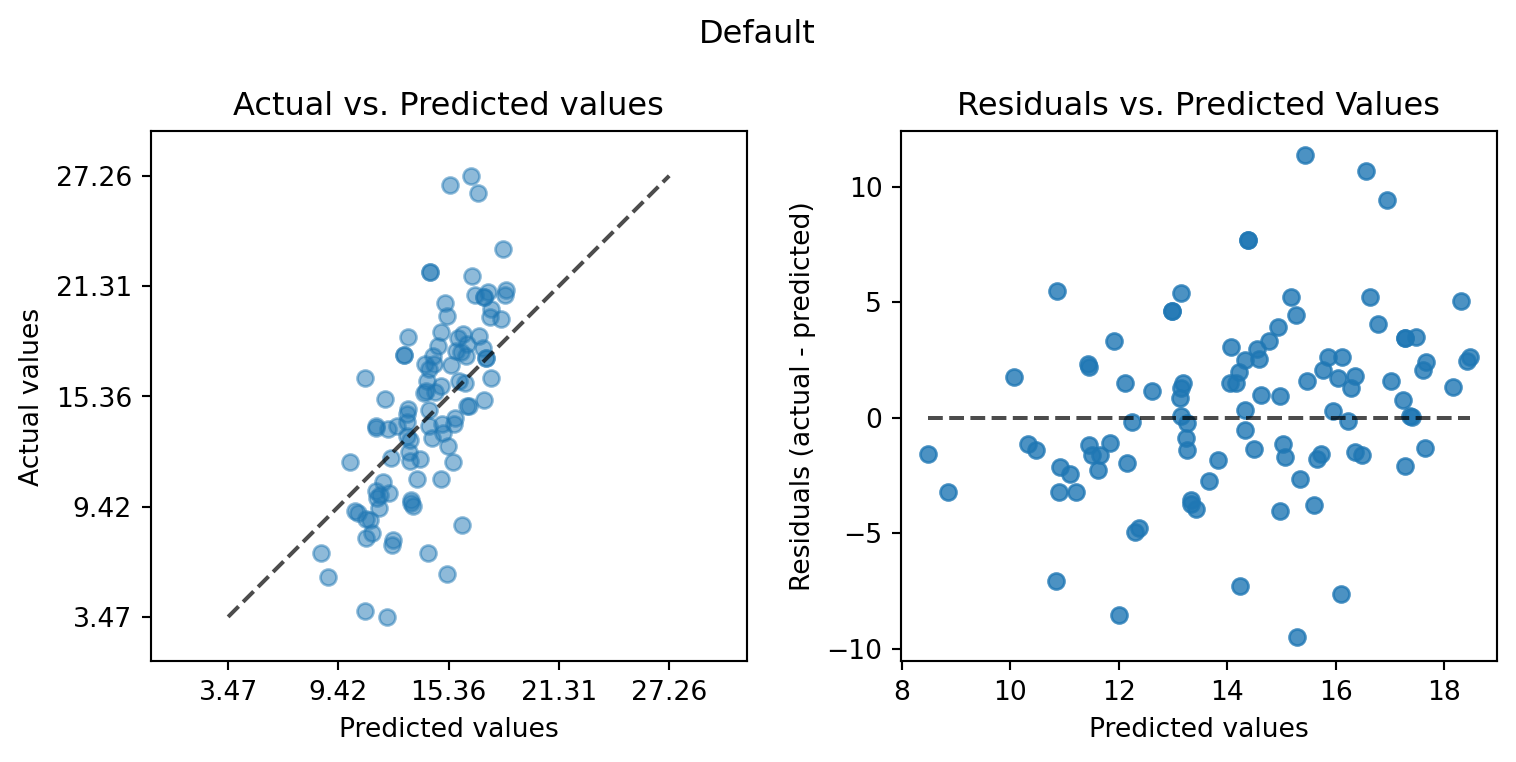 Default
Actual vs. Predicted values
Actual values
27.26
21.31
15.36
9.42
3.47
3.47 9.42 15.36 21.31 27.26
Predicted values
Residuals vs. Predicted Values
Residuals (actual - predicted)
10
5
0
−5
−10
8 10 12 14 16 18
Predicted values